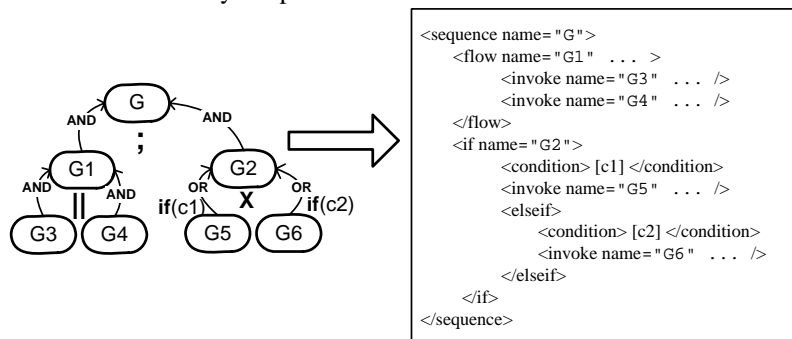 G
AND
AND
;
G1
G2
AND
AND
OR
OR
||
X
if(c1)
if(c2)
G3
G4
G5
G6
<sequence name="G">
<flow name="G1" ... >
<invoke name="G3" ... />
<invoke name="G4" ... />
</flow>
<if name="G2">
<condition> [c1] </condition>
<invoke name="G5" ... />
<elseif>
<condition> [c2] </condition>
<invoke name="G6" ... />
</elseif>
</if>
</sequence>